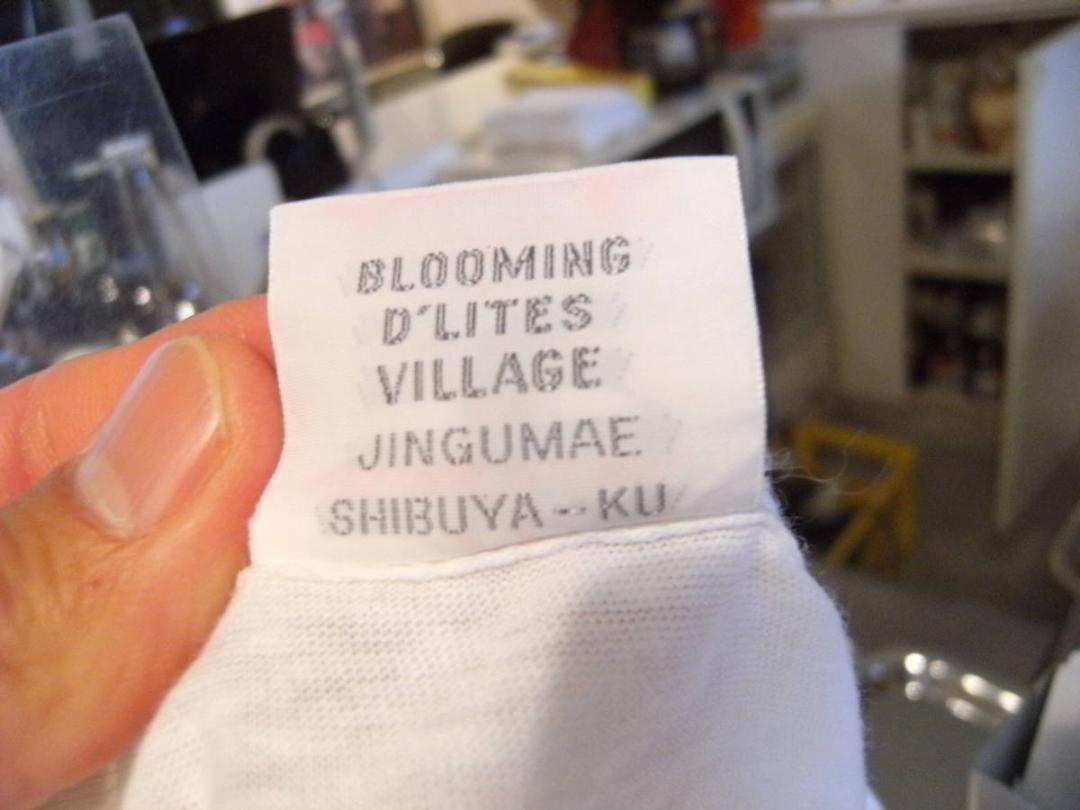 BLOOMING
D'LITES
VILLAGE
JINGUMAE
SHIBUYA-KU